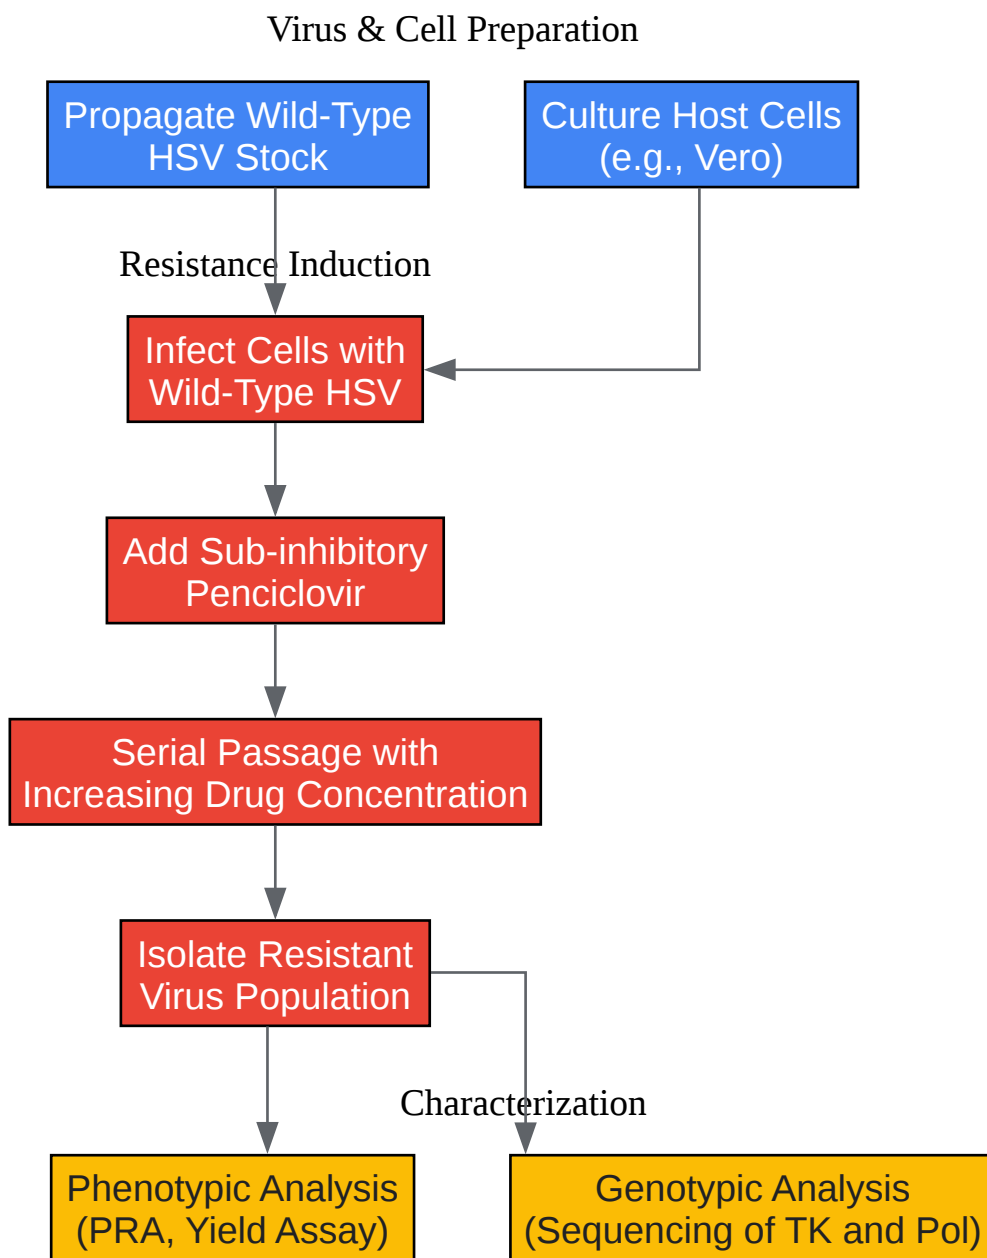 Virus & Cell Preparation
Propagate Wild-Type
HSV Stock
Culture Host Cells
(e.g., Vero)
Resistance Induction
Infect Cells with
Wild-Type HSV
Add Sub-inhibitory
Penciclovir
Serial Passage with
Increasing Drug Concentration
Isolate Resistant
Virus Population
Characterization
Phenotypic Analysis
(PRA, Yield Assay)
Genotypic Analysis
(Sequencing of TK and Pol)